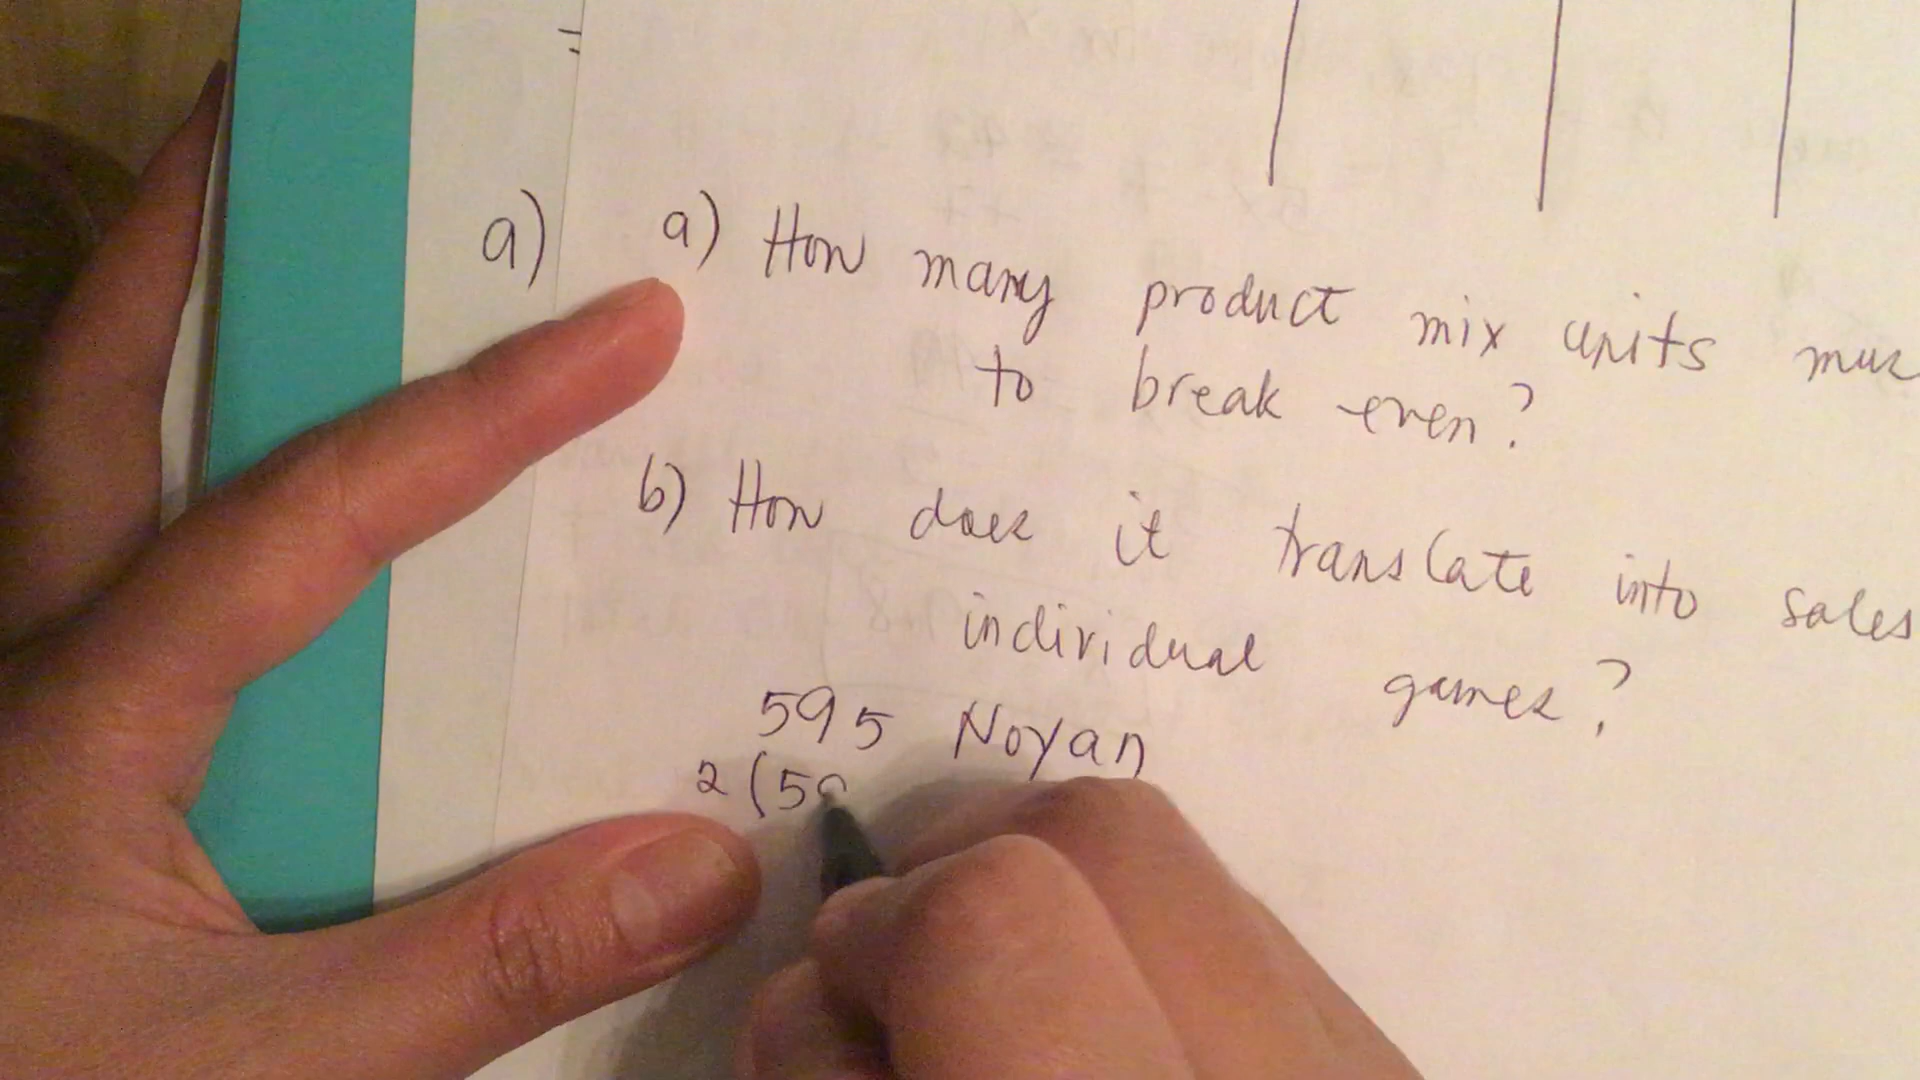 =
a) a) How many product mix units
to break even?
b) How does it translate into sales
individual games?
595 Noyan
2 (59